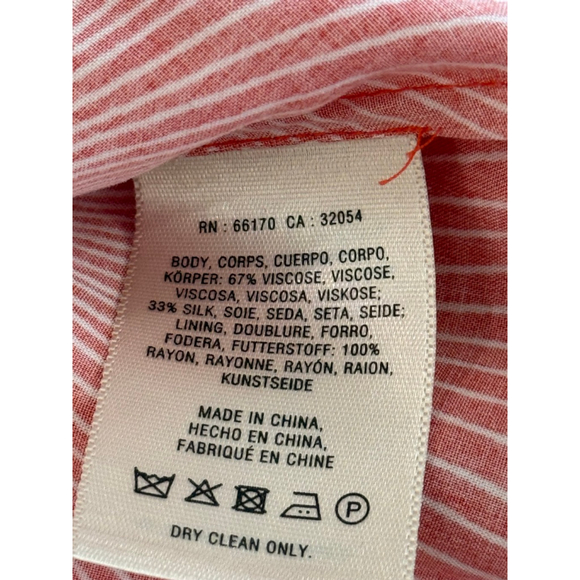 RN : 66170 CA : 32054
BODY, CORPS, CUERPO, CORPO,
KÖRPER: 67% VISCOSE, VISCOSE,
VISCOSA, VISCOSA, VISKOSE;
33% SILK, SOIE, SEDA, SETA, SEIDE;
LINING, DOUBLURE, FORRO,
FODERA, FUTTERSTOFF: 100%
RAYON, RAYONNE, RAYÓN, RAION,
KUNSTSEIDE
MADE IN CHINA,
HECHO EN CHINA,
FABRIQUÉ EN CHINE
P
DRY CLEAN ONLY.